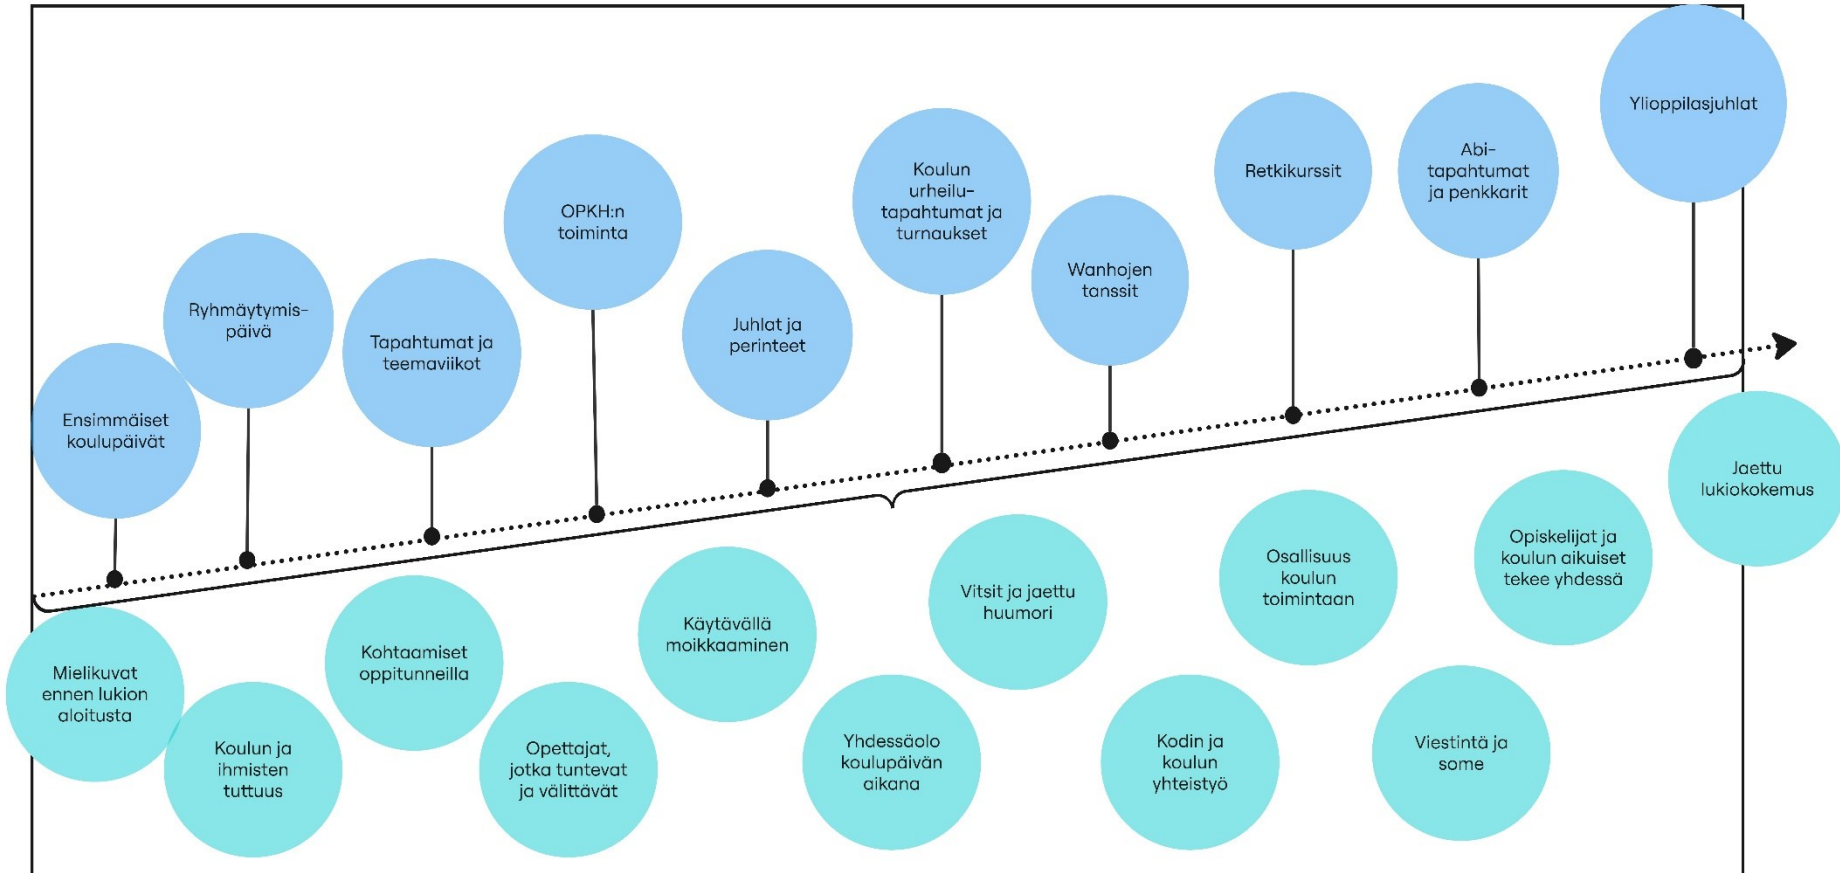 Ensimmäiset
koulupäivät
Ryhmäytymis-
päivä
Tapahtumat ja
teemaviikot
OPKH:n
toiminta
Juhlat ja
perinteet
Koulun
urheilu-
tapahtumat ja
turnaukset
Wanhojen
tanssit
Retkikurssit
Abi-
tapahtumat
ja penkkarit
Ylioppilasjuhlat
Mielikuvat
ennen lukion
aloitusta
Koulun ja
ihmisten
tuttuus
Kohtaamiset
oppitunneilla
Opettajat,
jotka tuntevat
ja välittävät
Käytävällä
moikkaaminen
Yhdessäolo
koulupäivän
aikana
Vitsit ja jaettu
huumori
Kodin ja
koulun
yhteistyö
Osallisuus
koulun
toimintaan
Viestintä ja
some
Opiskelijat ja
koulun aikuiset
tekee yhdessä
Jaettu
lukiokokemus